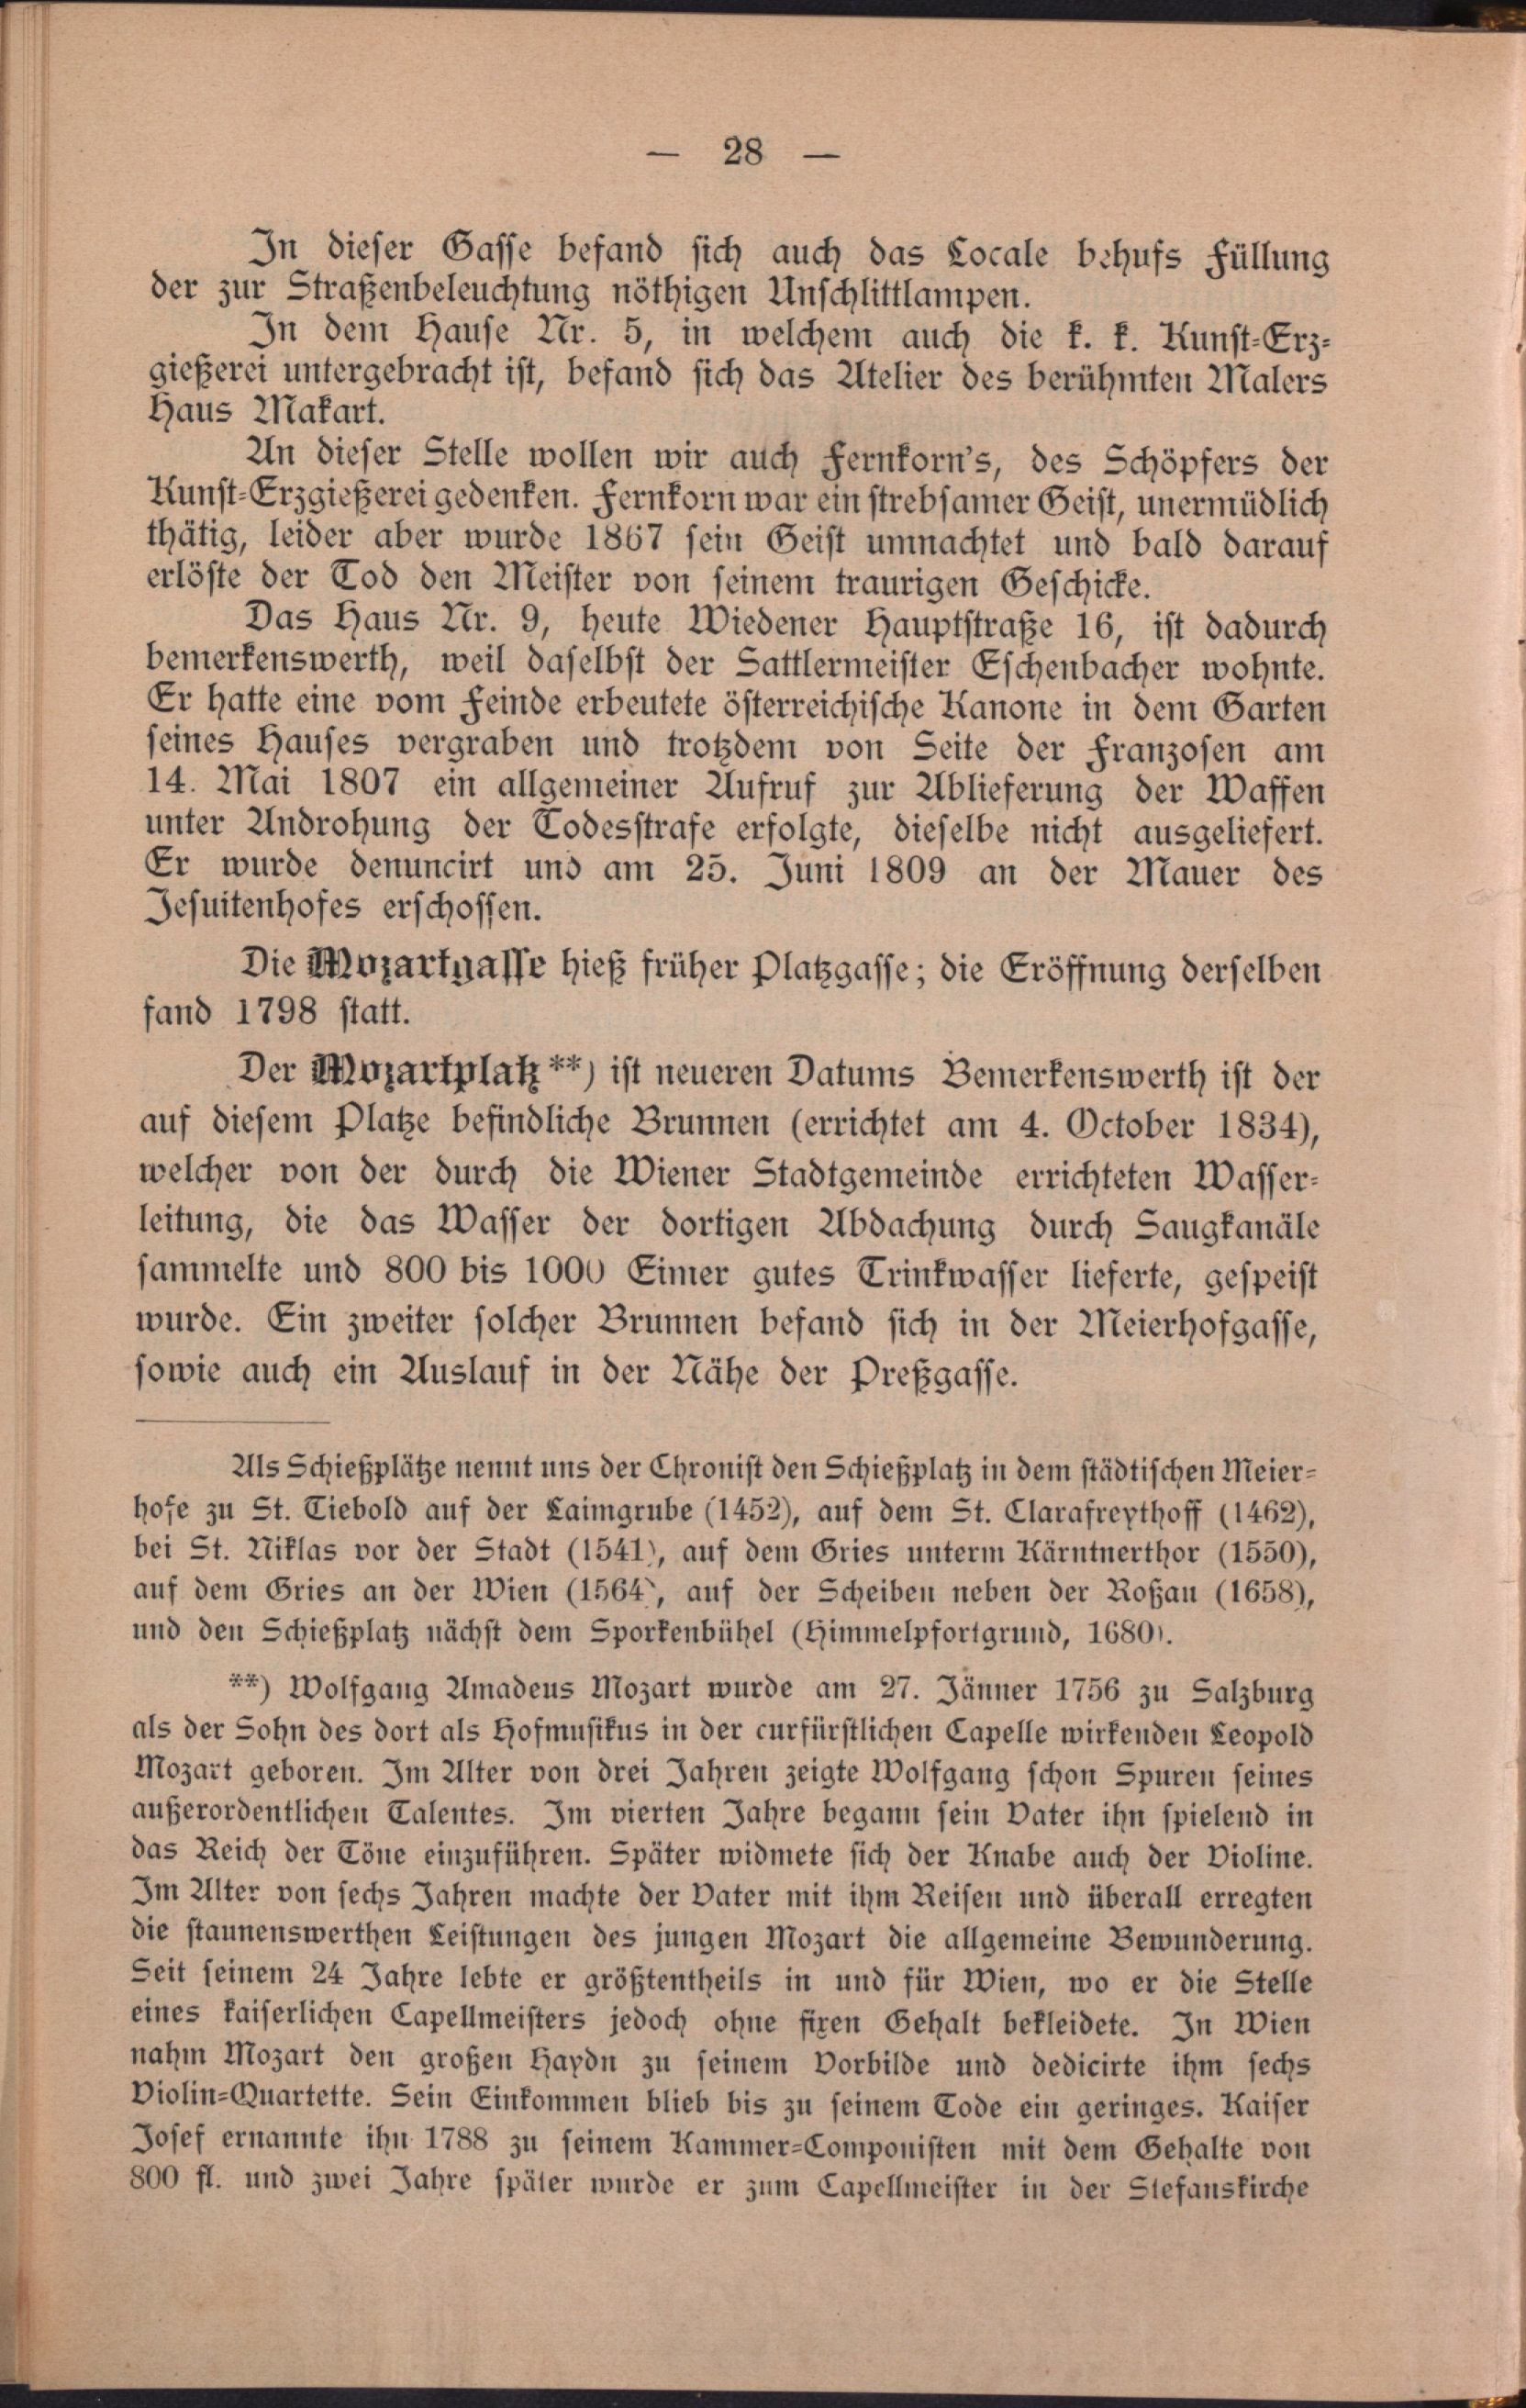 — 28 —
In dieser Gasse befand sich auch das Locale behufs Füllung
der zur Straßenbeleuchtung nöthigen Unschlittlampen.
In dem Hause Nr. 5, in welchem auch die k. k. Kunst-Erz-
gießerei untergebracht ist, befand sich das Atelier des berühmten Malers
Haus Makart.
An dieser Stelle wollen wir auch Fernkorn's, des Schöpfers der
Kunst-Erzgießerei gedenken. Fernkorn war ein strebsamer Geist, unermüdlich
thätig, leider aber wurde 1867 sein Geist umnachtet und bald darauf
erlöste der Tod den Meister von seinem traurigen Geschicke.
Das Haus Nr. 9, heute Wiedener Hauptstraße 16, ist dadurch
bemerkenswerth, weil daselbst der Sattlermeister Eschenbacher wohnte.
Er hatte eine vom Feinde erbeutete österreichische Kanone in dem Garten
seines Hauses vergraben und trotzdem von Seite der Franzosen am
14. Mai 1807 ein allgemeiner Aufruf zur Ablieferung der Waffen
unter Androhung der Todesstrafe erfolgte, dieselbe nicht ausgeliefert.
Er wurde denuncirt und am 25. Juni 1809 an der Mauer des
Jesuitenhofes erschossen.
Die Mozartgasse hieß früher Platzgasse; die Eröffnung derselben
fand 1798 statt.
Der Mozartplatz **) ist neueren Datums Bemerkenswerth ist der
auf diesem Platze befindliche Brunnen (errichtet am 4. October 1834),
welcher von der durch die Wiener Stadtgemeinde errichteten Wasser-
leitung, die das Wasser der dortigen Abdachung durch Saugkanäle
sammelte und 800 bis 1000 Eimer gutes Trinkwasser lieferte, gespeist
wurde. Ein zweiter solcher Brunnen befand sich in der Meierhofgasse,
sowie auch ein Auslauf in der Nähe der Preßgasse.
Als Schießplätze nennt uns der Chronist den Schießplatz in dem städtischen Meier-
hofe zu St. Tiebold auf der Laimgrube (1452), auf dem St. Clarafreythoff (1462),
bei St. Niklas vor der Stadt (1541), auf dem Gries unterm Kärntnerthor (1550),
auf dem Gries an der Wien (1564), auf der Scheiben neben der Roßau (1658),
und den Schießplatz nächst dem Sporkenbühel (Himmelpfortgrund, 1680).
**) Wolfgang Amadeus Mozart wurde am 27. Jänner 1756 zu Salzburg
als der Sohn des dort als Hofmusikus in der curfürstlichen Capelle wirkenden Leopold
Mozart geboren. Im Alter von drei Jahren zeigte Wolfgang schon Spuren seines
außerordentlichen Talentes. Im vierten Jahre begann sein Vater ihn spielend in
das Reich der Töne einzuführen. Später widmete sich der Knabe auch der Violine.
Im Alter von sechs Jahren machte der Vater mit ihm Reisen und überall erregten
die staunenswerthen Leistungen des jungen Mozart die allgemeine Bewunderung.
Seit seinem 24 Jahre lebte er größtentheils in und für Wien, wo er die Stelle
eines kaiserlichen Capellmeisters jedoch ohne fixen Gehalt bekleidete. In Wien
nahm Mozart den großen Haydn zu seinem Vorbilde und dedicirte ihm sechs
Violin-Quartette. Sein Einkommen blieb bis zu seinem Tode ein geringes. Kaiser
Josef ernannte ihn 1788 zu seinem Kammer-Componisten mit dem Gehalte von
800 fl. und zwei Jahre später wurde er zum Capellmeister in der Stefanskirche